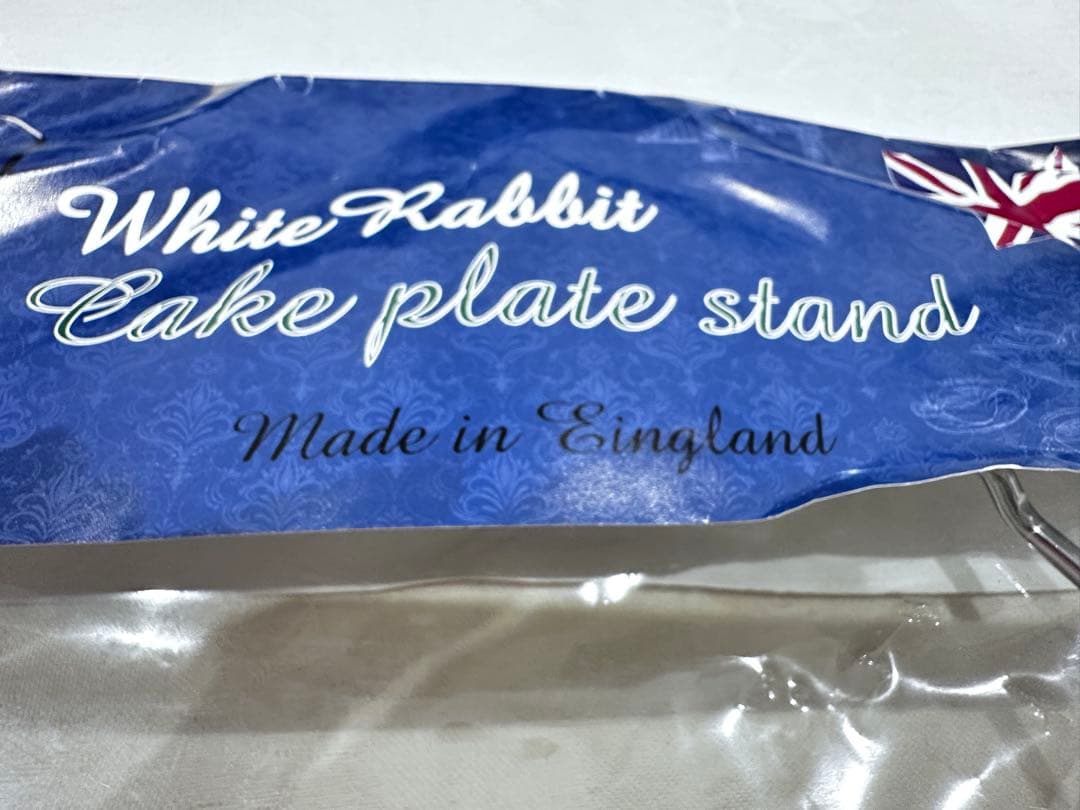 White Rabbit
Cake plate stand
Made in Eingland